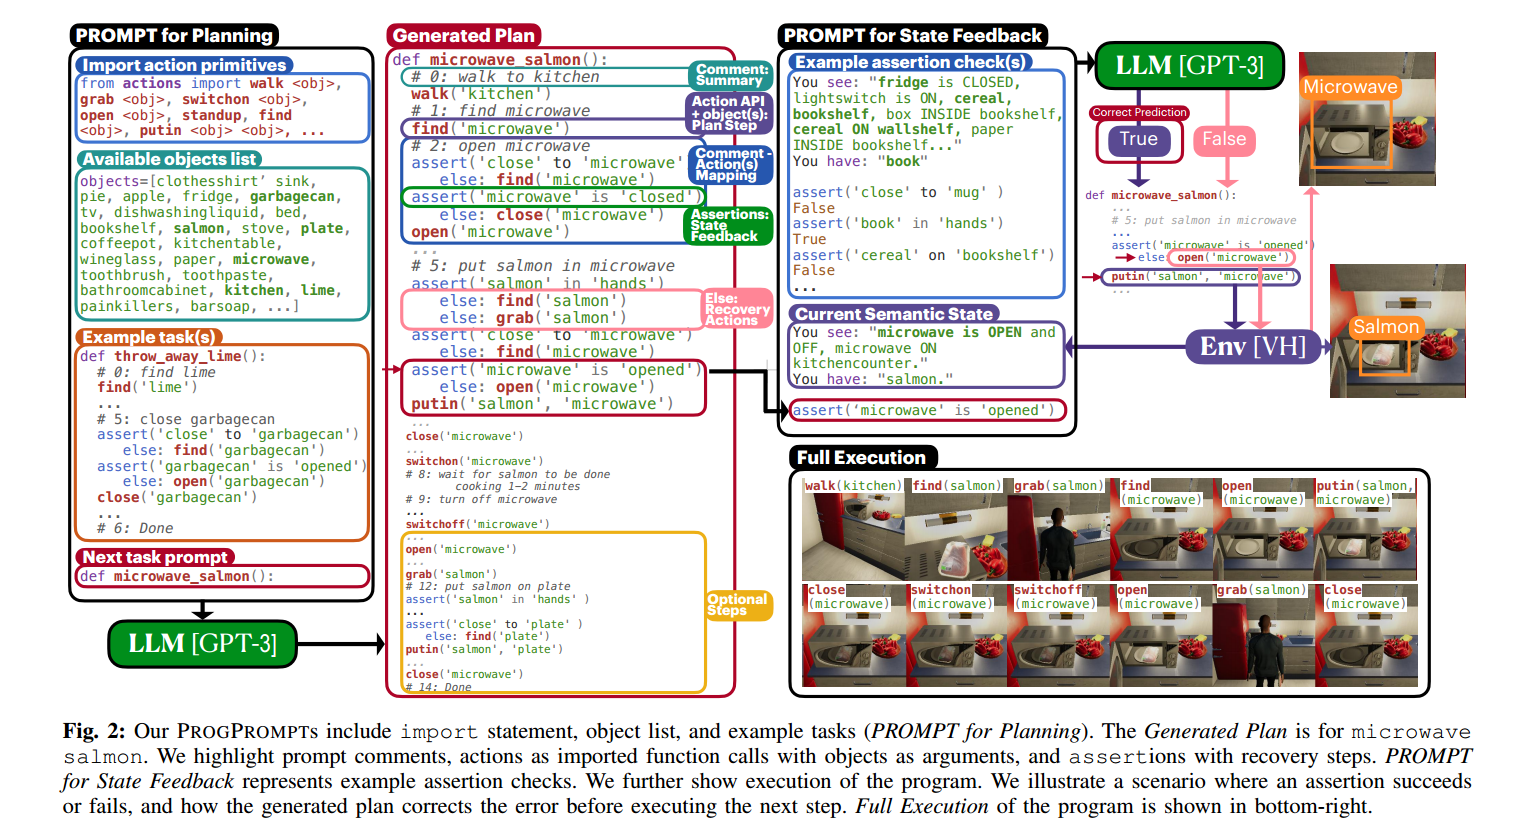 PROMPT for Planning
Import action primitives
from actions import walk <obj>,
grab <obj>, switchon <obj>,
open <obj>, standup, find
<obj>, putin <obj> <obj>, ...
Available objects list
objects=[clothesshirt’ sink,
pie, apple, fridge, garbagecan,
tv, dishwashingliquid, bed,
bookshelf, salmon, stove, plate,
coffeepot, kitchentable,
wineglass, paper, microwave,
toothbrush, toothpaste,
bathroomcabinet, kitchen, lime,
painkillers, barsoap, ...]
Example task(s)
def throw_away_lime():
# 0: find lime
find('lime')
...
# 5: close garbagecan
assert('close' to 'garbagecan')
else: find('garbagecan')
assert('garbagecan' is 'opened')
else: open('garbagecan')
close('garbagecan')
...
# 6: Done
Next task prompt
def microwave_salmon():
LLM [GPT-3]
Generated Plan
def microwave_salmon():
# 0: walk to kitchen
walk('kitchen')
# 1: find microwave
find('microwave')
# 2: open microwave
assert('close' to 'microwave'
else: find('microwave')
assert('microwave is 'closed'
else: close('microwave')
open('microwave')
...
# 5: put salmon in microwave
assert('salmon' in 'hands')
else: find('salmon')
else: grab('salmon')
assert('close' to 'microwave')
else: find('microwave')
assert('microwave' is 'opened')
else: open('microwave')
putin('salmon', 'microwave')
...
close('microwave')
...
switchon('microwave')
# 8: wait for salmon to be done
cooking 1-2 minutes
# 9: turn off microwave
...
switchoff('microwave')
...
open('microwave')
...
grab('salmon')
# 12: put salmon on plate
assert('salmon' in 'hands' )
...
assert('close' to 'plate' )
else: find('plate')
putin('salmon', 'plate')
...
close('microwave')
# 14: Done
Comment:
Summary
Action API
+ object(s):
Plan Step
Comment -
Action(s)
Mapping
Assertions:
State
Feedback
Else:
Recovery
Actions
Optional
Steps
PROMPT for State Feedback
Example assertion check(s)
You see: "fridge is CLOSED,
lightswitch is ON, cereal,
bookshelf, box INSIDE bookshelf,
cereal ON wallshelf, paper
INSIDE bookshelf..."
You have: "book"
assert('close' to 'mug' )
False
assert('book' in 'hands')
True
assert('cereal' on 'bookshelf')
False
...
Current Semantic State
You see: "microwave is OPEN and
OFF, microwave ON
kitchencounter."
You have: "salmon."
assert('microwave' is 'opened')
LLM [GPT-3]
Correct Prediction
True
False
def microwave_salmon():
...
# 5: put salmon in microwave
...
assert('microwave' is 'opened')
else: open('microwave')
putin('salmon', 'microwave')
...
Env [VH]
Microwave
Salmon
Full Execution
walk(kitchen)
find(salmon)
grab(salmon)
find
(microwave)
open
(microwave)
putin(salmon,
microwave)
close
(microwave)
switchon
(microwave)
switchoff
(microwave)
open
(microwave)
grab(salmon)
close
(microwave)
Fig. 2: Our PROGPROMPTs include import statement, object list, and example tasks (PROMPT for Planning). The Generated Plan is for microwave
salmon. We highlight prompt comments, actions as imported function calls with objects as arguments, and assertions with recovery steps. PROMPT
for State Feedback represents example assertion checks. We further show execution of the program. We illustrate a scenario where an assertion succeeds
or fails, and how the generated plan corrects the error before executing the next step. Full Execution of the program is shown in bottom-right.